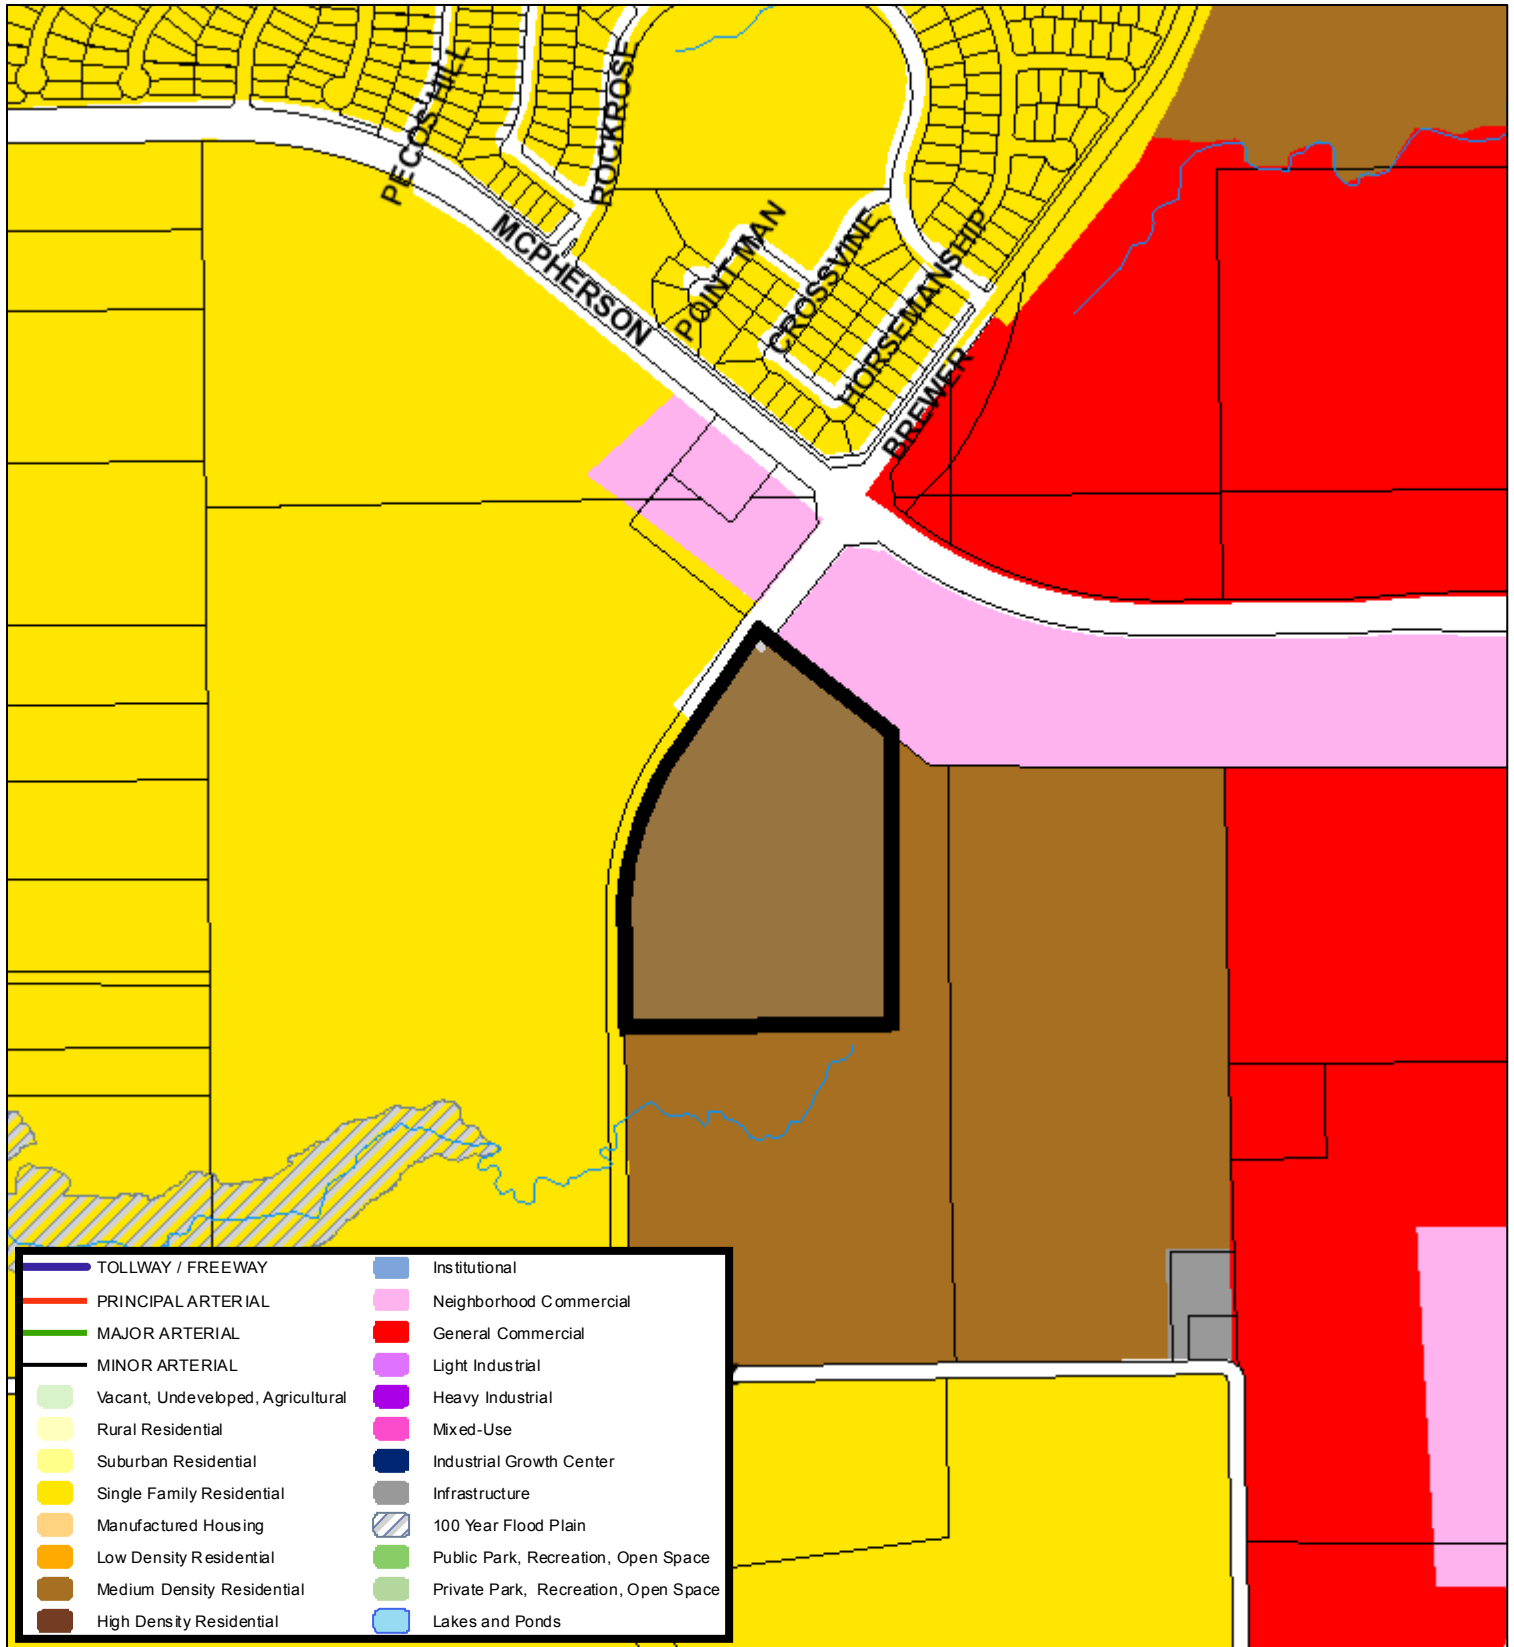 PECOS HILL
ROCKROSE
MCPHERSON
POINT MAN
CROSSVINE
HORSEMANSHIP
BREWER
TOLLWAY / FREEWAY
PRINCIPAL ARTERIAL
MAJOR ARTERIAL
MINOR ARTERIAL
Vacant, Undeveloped, Agricultural
Rural Residential
Suburban Residential
Single Family Residential
Manufactured Housing
Low Density Residential
Medium Density Residential
High Density Residential
Institutional
Neighborhood Commercial
General Commercial
Light Industrial
Heavy Industrial
Mixed-Use
Industrial Growth Center
Infrastructure
100 Year Flood Plain
Public Park, Recreation, Open Space
Private Park, Recreation, Open Space
Lakes and Ponds